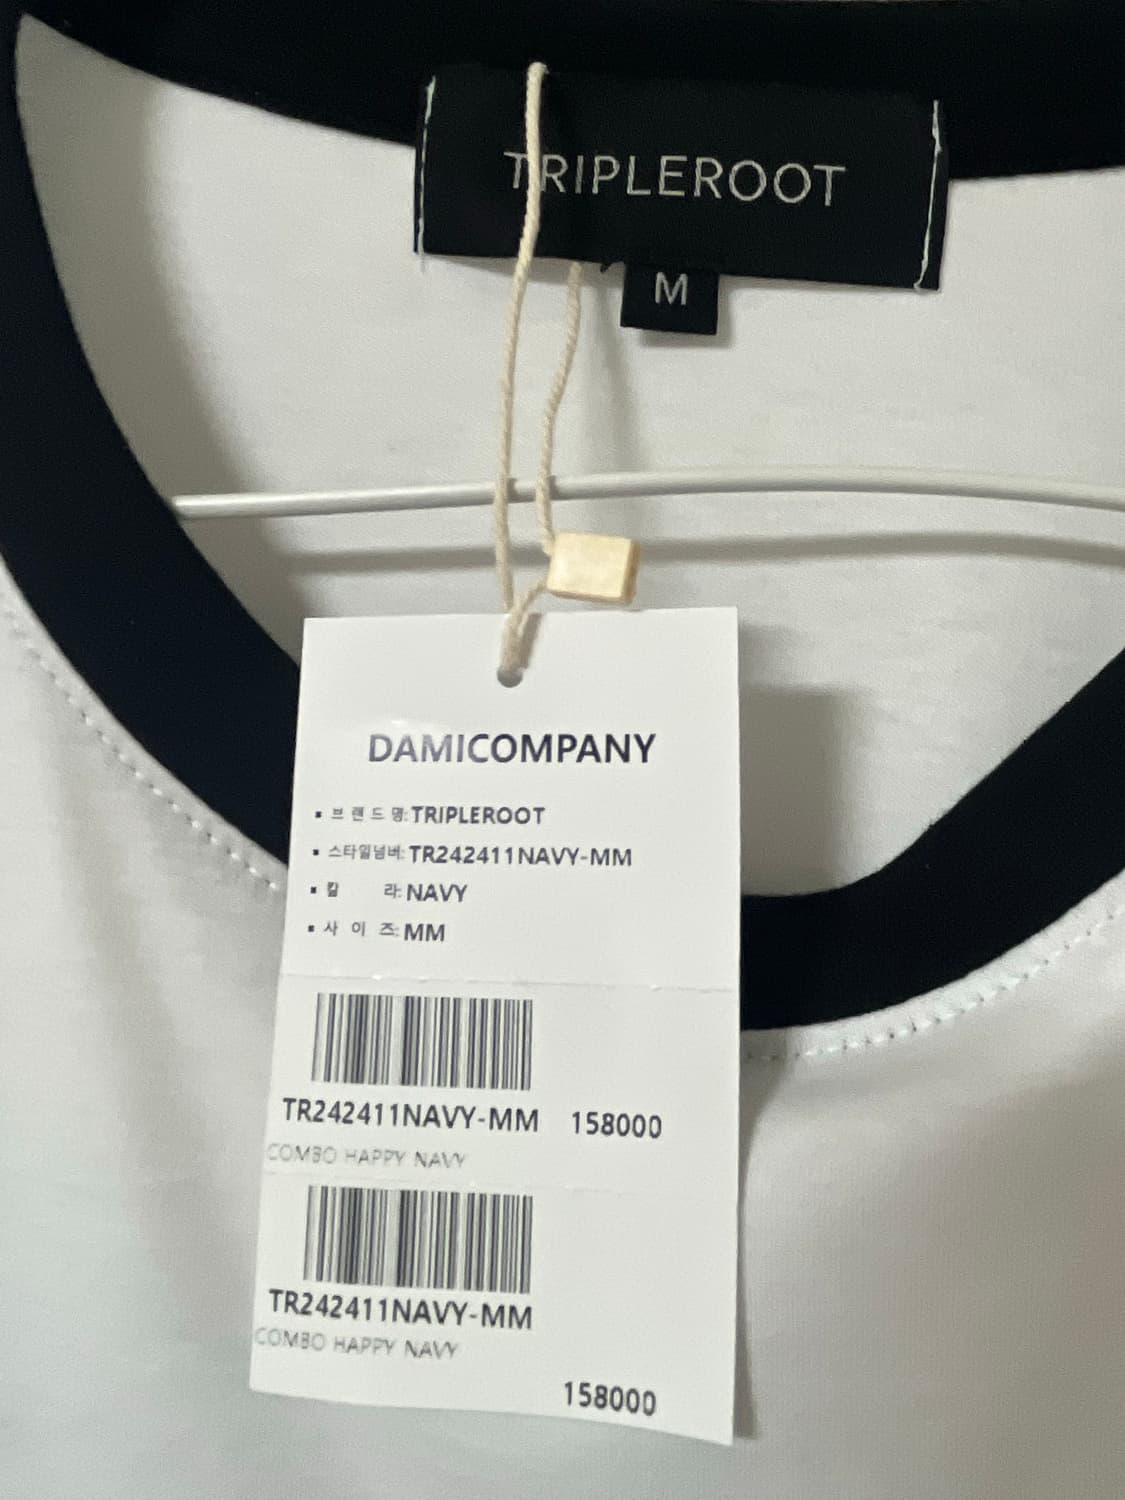 TRIPLEROOT
M
DAMICOMPANY
▪ 브 랜 드 명: TRIPLEROOT
▪ 스타일넘버: TR242411NAVY-MM
▪ 칼 라: NAVY
▪ 사 이 즈: MM
TR242411NAVY-MM 158000
COMBO HAPPY NAVY
TR242411NAVY-MM
COMBO HAPPY NAVY
158000